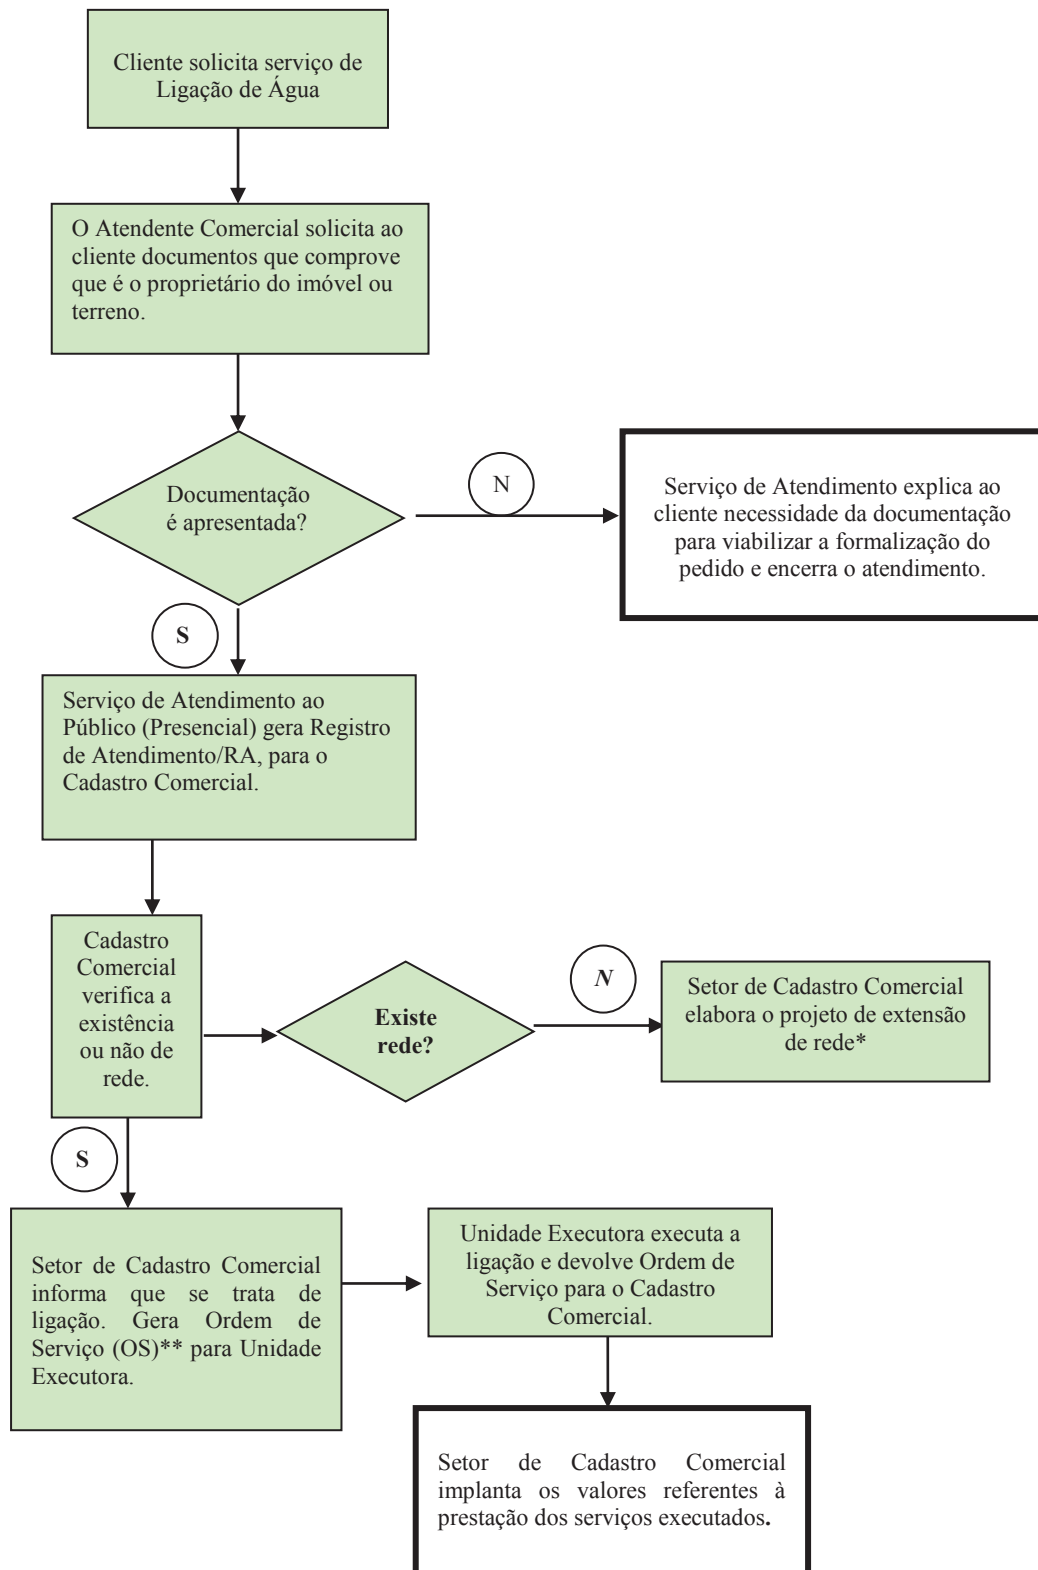 Cliente solicita serviço de
Ligação de Água
O Atendente Comercial solicita ao
cliente documentos que comprove
que é o proprietário do imóvel ou
terreno.
Documentação
é apresentada?
N
Serviço de Atendimento explica ao
cliente necessidade da documentação
para viabilizar a formalização do
pedido e encerra o atendimento.
S
Serviço de Atendimento ao
Público (Presencial) gera Registro
de Atendimento/RA, para o
Cadastro Comercial.
Cadastro
Comercial
verifica a
existência
ou não de
rede.
Existe
rede?
N
Setor de Cadastro Comercial
elabora o projeto de extensão
de rede*
S
Setor de Cadastro Comercial
informa que se trata de
ligação. Gera Ordem de
Serviço (OS)** para Unidade
Executora.
Unidade Executora executa a
ligação e devolve Ordem de
Serviço para o Cadastro
Comercial.
Setor de Cadastro Comercial
implanta os valores referentes à
prestação dos serviços executados.